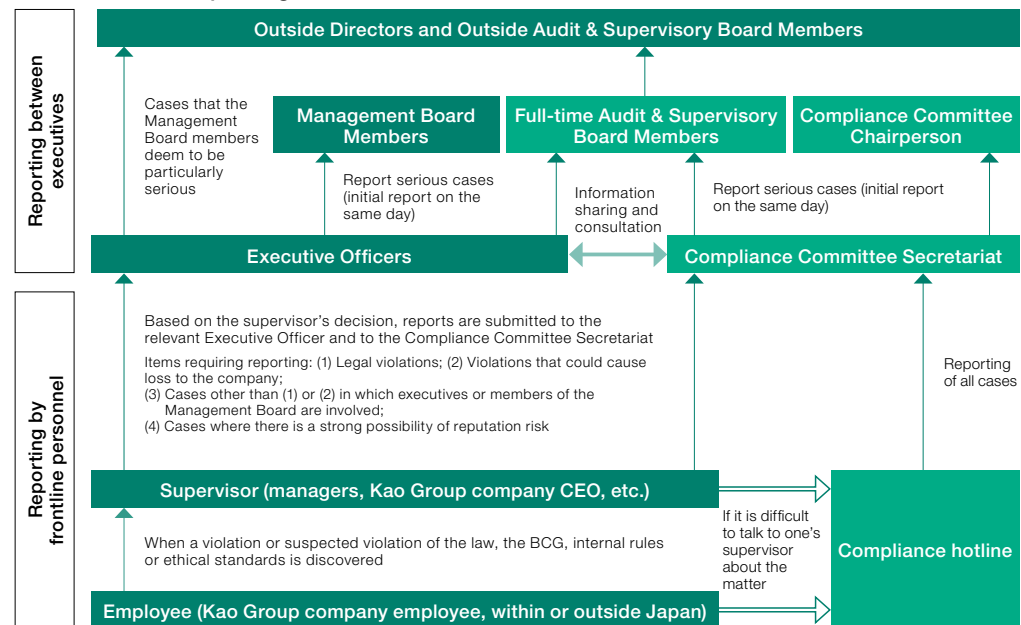 Outside Directors and Outside Audit & Supervisory Board Members
Reporting between
executives
Cases that the
Management
Board members
deem to be
particularly
serious
Management Board
Members
Full-time Audit & Supervisory
Board Members
Compliance Committee
Chairperson
Report serious cases
(initial report on the
same day)
Information
sharing and
consultation
Report serious cases (initial report
on the same day)
Executive Officers
Compliance Committee Secretariat
Reporting by
frontline personnel
Based on the supervisor's decision, reports are submitted to the
relevant Executive Officer and to the Compliance Committee Secretariat
Items requiring reporting: (1) Legal violations; (2) Violations that could cause
loss to the company;
(3) Cases other than (1) or (2) in which executives or members of the
Management Board are involved;
(4) Cases where there is a strong possibility of reputation risk
Reporting
of all cases
Supervisor (managers, Kao Group company CEO, etc.)
When a violation or suspected violation of the law, the BCG, internal rules
or ethical standards is discovered
If it is difficult
to talk to one's
supervisor
about the
matter
Compliance hotline
Employee (Kao Group company employee, within or outside Japan)